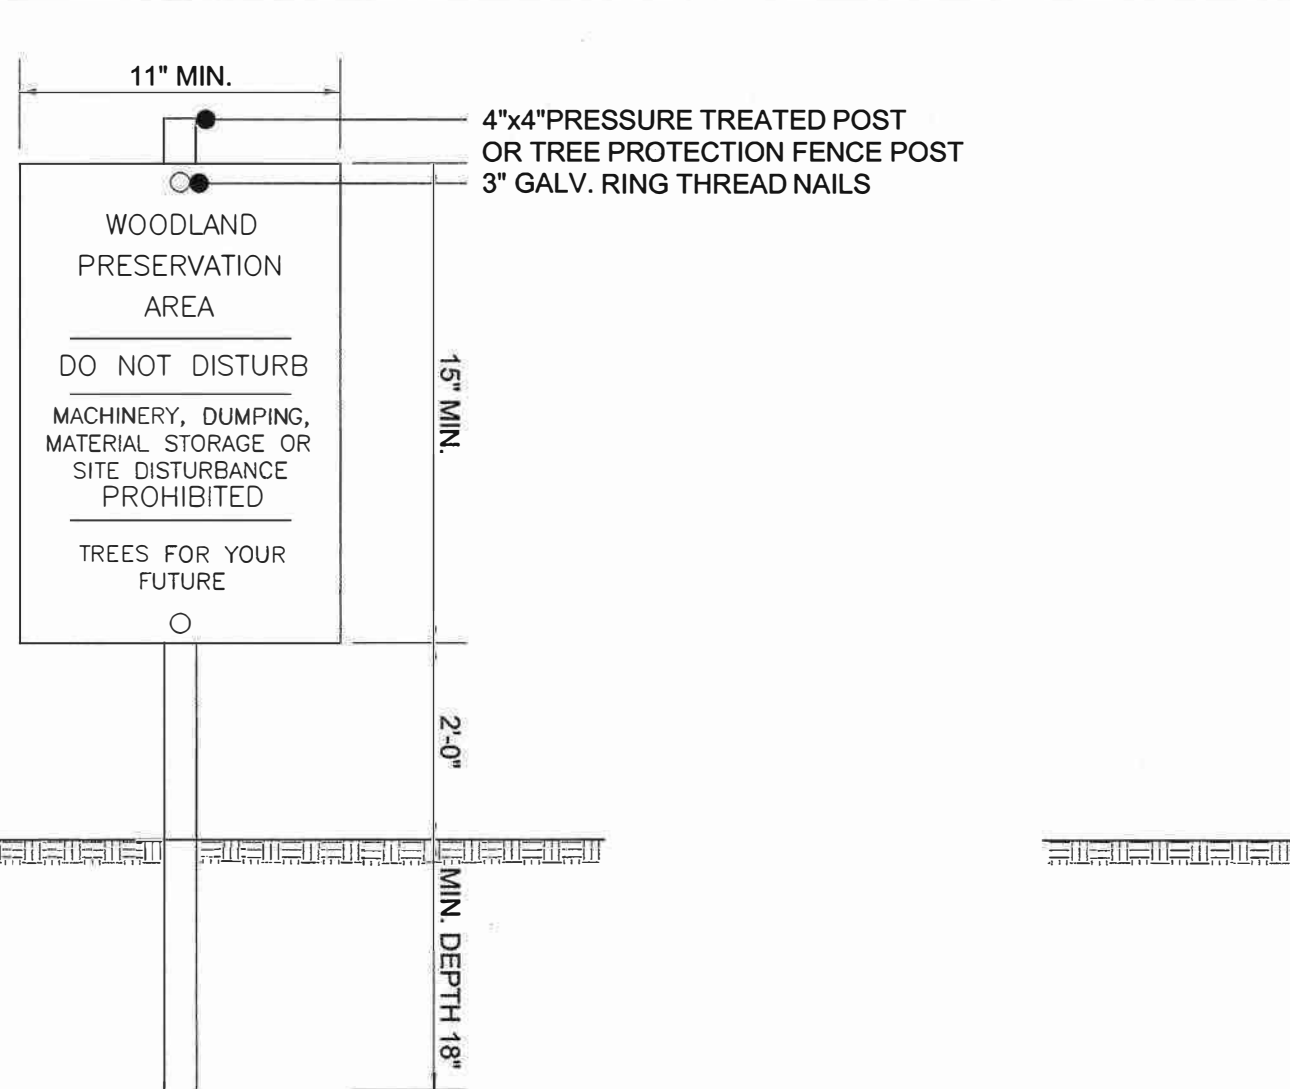 11" MIN.
4"x4"PRESSURE TREATED POST
OR TREE PROTECTION FENCE POST
3" GALV. RING THREAD NAILS
WOODLAND
PRESERVATION
AREA
DO NOT DISTURB
MACHINERY, DUMPING,
MATERIAL STORAGE OR
SITE DISTURBANCE
PROHIBITED
TREES FOR YOUR
FUTURE
15" MIN.
2'-0"
MIN. DEPTH 18"